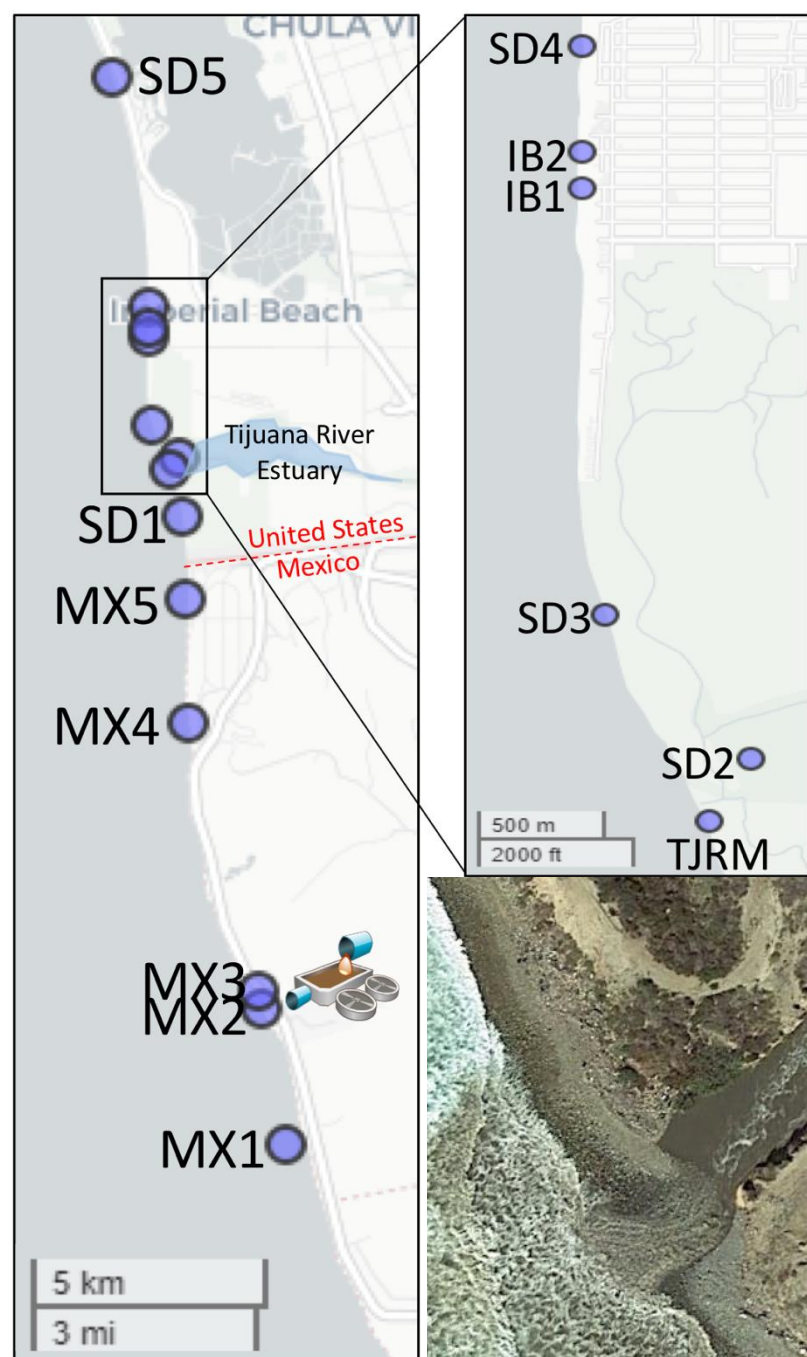 CHULA VI
SD5
Imperial Beach
Tijuana River
Estuary
SD1
United States
Mexico
MX5
MX4
MX3
MX2
MX1
5 km
3 mi
SD4
IB2
IB1
SD3
SD2
TJRM
500 m
2000 ft